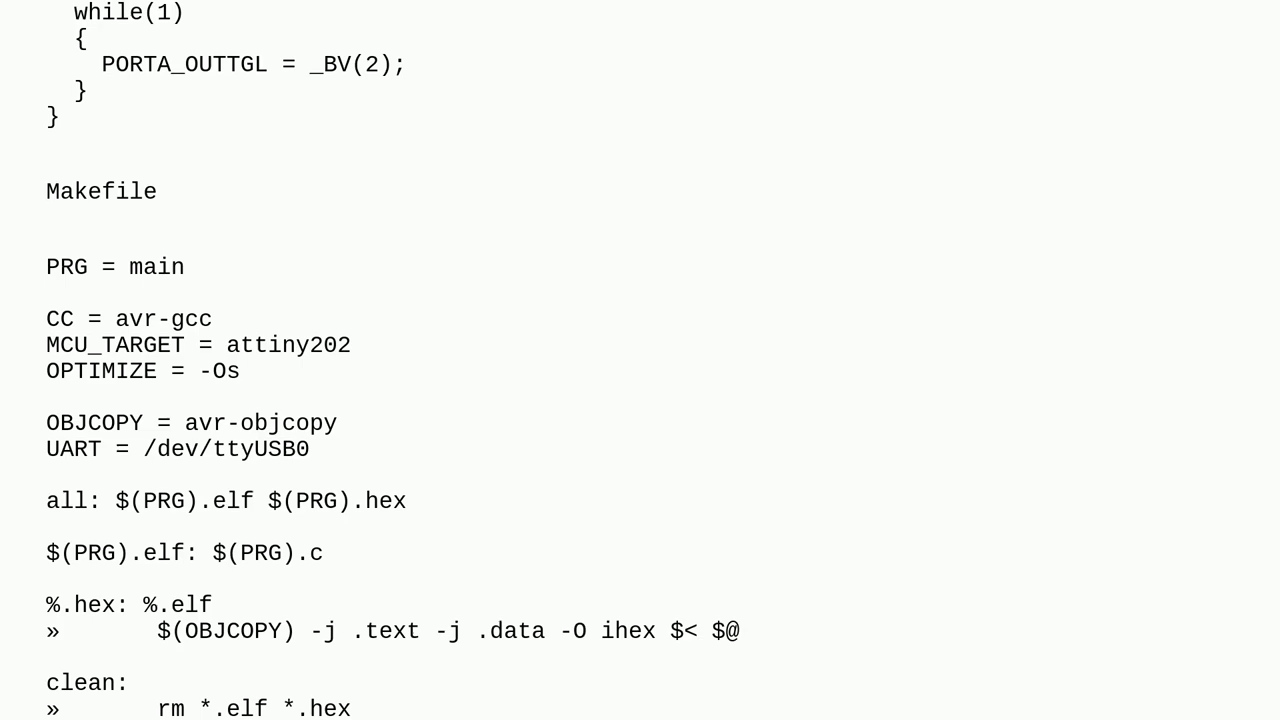 while(1)
{
PORTA_OUTTGL = _BV(2);
}
}
Makefile
PRG = main
CC = avr-gcc
MCU_TARGET = attiny202
OPTIMIZE = -Os
OBJCOPY = avr-objcopy
UART = /dev/ttyUSB0
all: $(PRG).elf $(PRG).hex
$(PRG).elf: $(PRG).c
%.hex: %.elf
»       $(OBJCOPY) -j .text -j .data -O ihex $< $@
clean:
»       rm *.elf *.hex